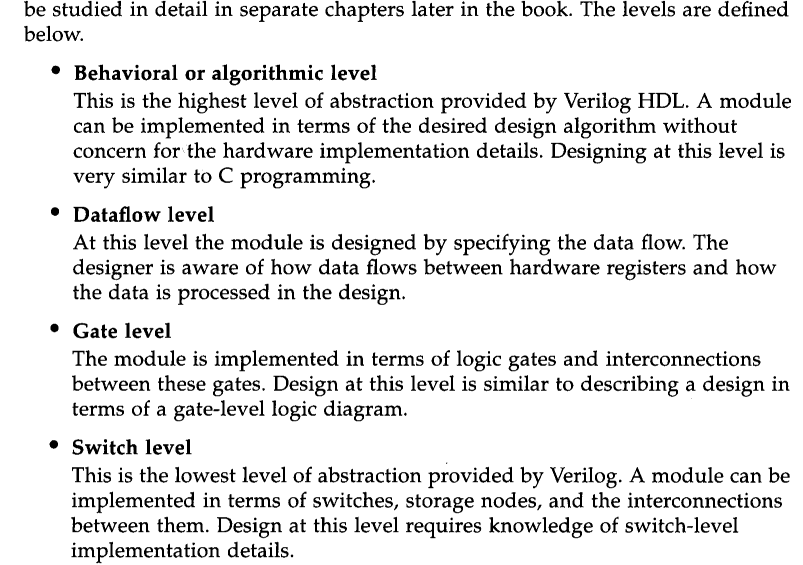 be studied in detail in separate chapters later in the book. The levels are defined
below.
• Behavioral or algorithmic level
This is the highest level of abstraction provided by Verilog HDL. A module
can be implemented in terms of the desired design algorithm without
concern for the hardware implementation details. Designing at this level is
very similar to C programming.
• Dataflow level
At this level the module is designed by specifying the data flow. The
designer is aware of how data flows between hardware registers and how
the data is processed in the design.
• Gate level
The module is implemented in terms of logic gates and interconnections
between these gates. Design at this level is similar to describing a design in
terms of a gate-level logic diagram.
• Switch level
This is the lowest level of abstraction provided by Verilog. A module can be
implemented in terms of switches, storage nodes, and the interconnections
between them. Design at this level requires knowledge of switch-level
implementation details.